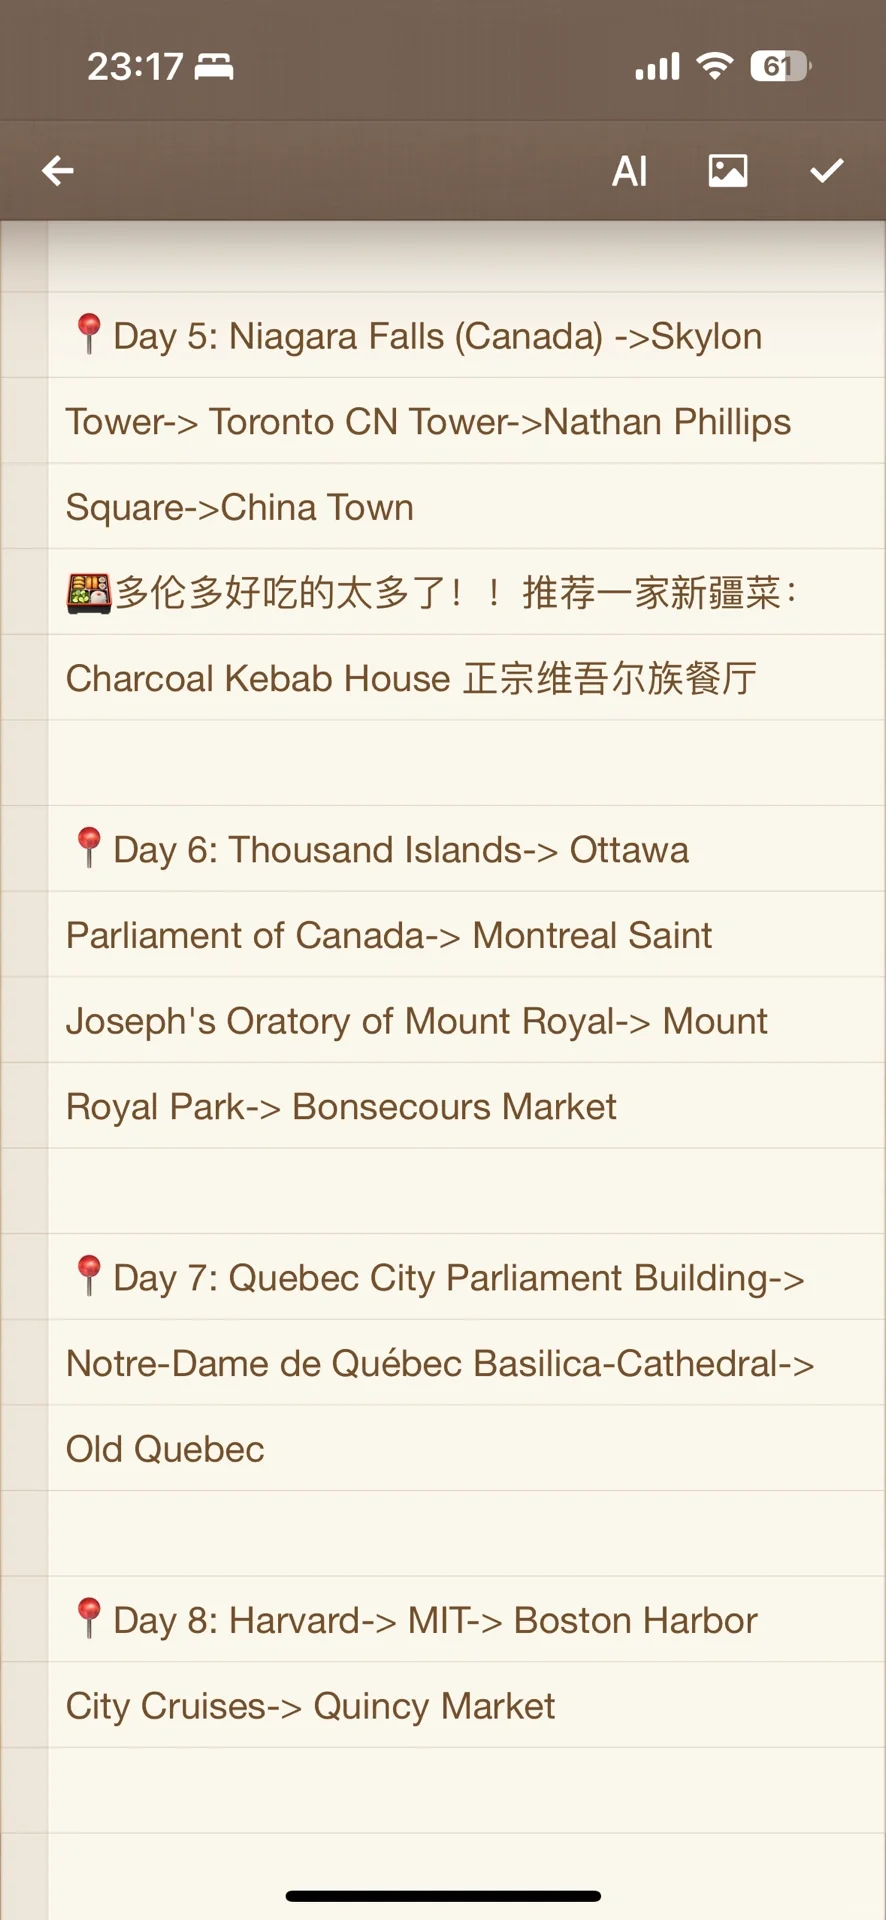 23:17
61
AI
📍Day 5: Niagara Falls (Canada) ->Skylon
Tower-> Toronto CN Tower->Nathan Phillips
Square->China Town
🍱多伦多好吃的太多了！！推荐一家新疆菜：
Charcoal Kebab House 正宗维吾尔族餐厅
📍Day 6: Thousand Islands-> Ottawa
Parliament of Canada-> Montreal Saint
Joseph's Oratory of Mount Royal-> Mount
Royal Park-> Bonsecours Market
📍Day 7: Quebec City Parliament Building->
Notre-Dame de Québec Basilica-Cathedral->
Old Quebec
📍Day 8: Harvard-> MIT-> Boston Harbor
City Cruises-> Quincy Market